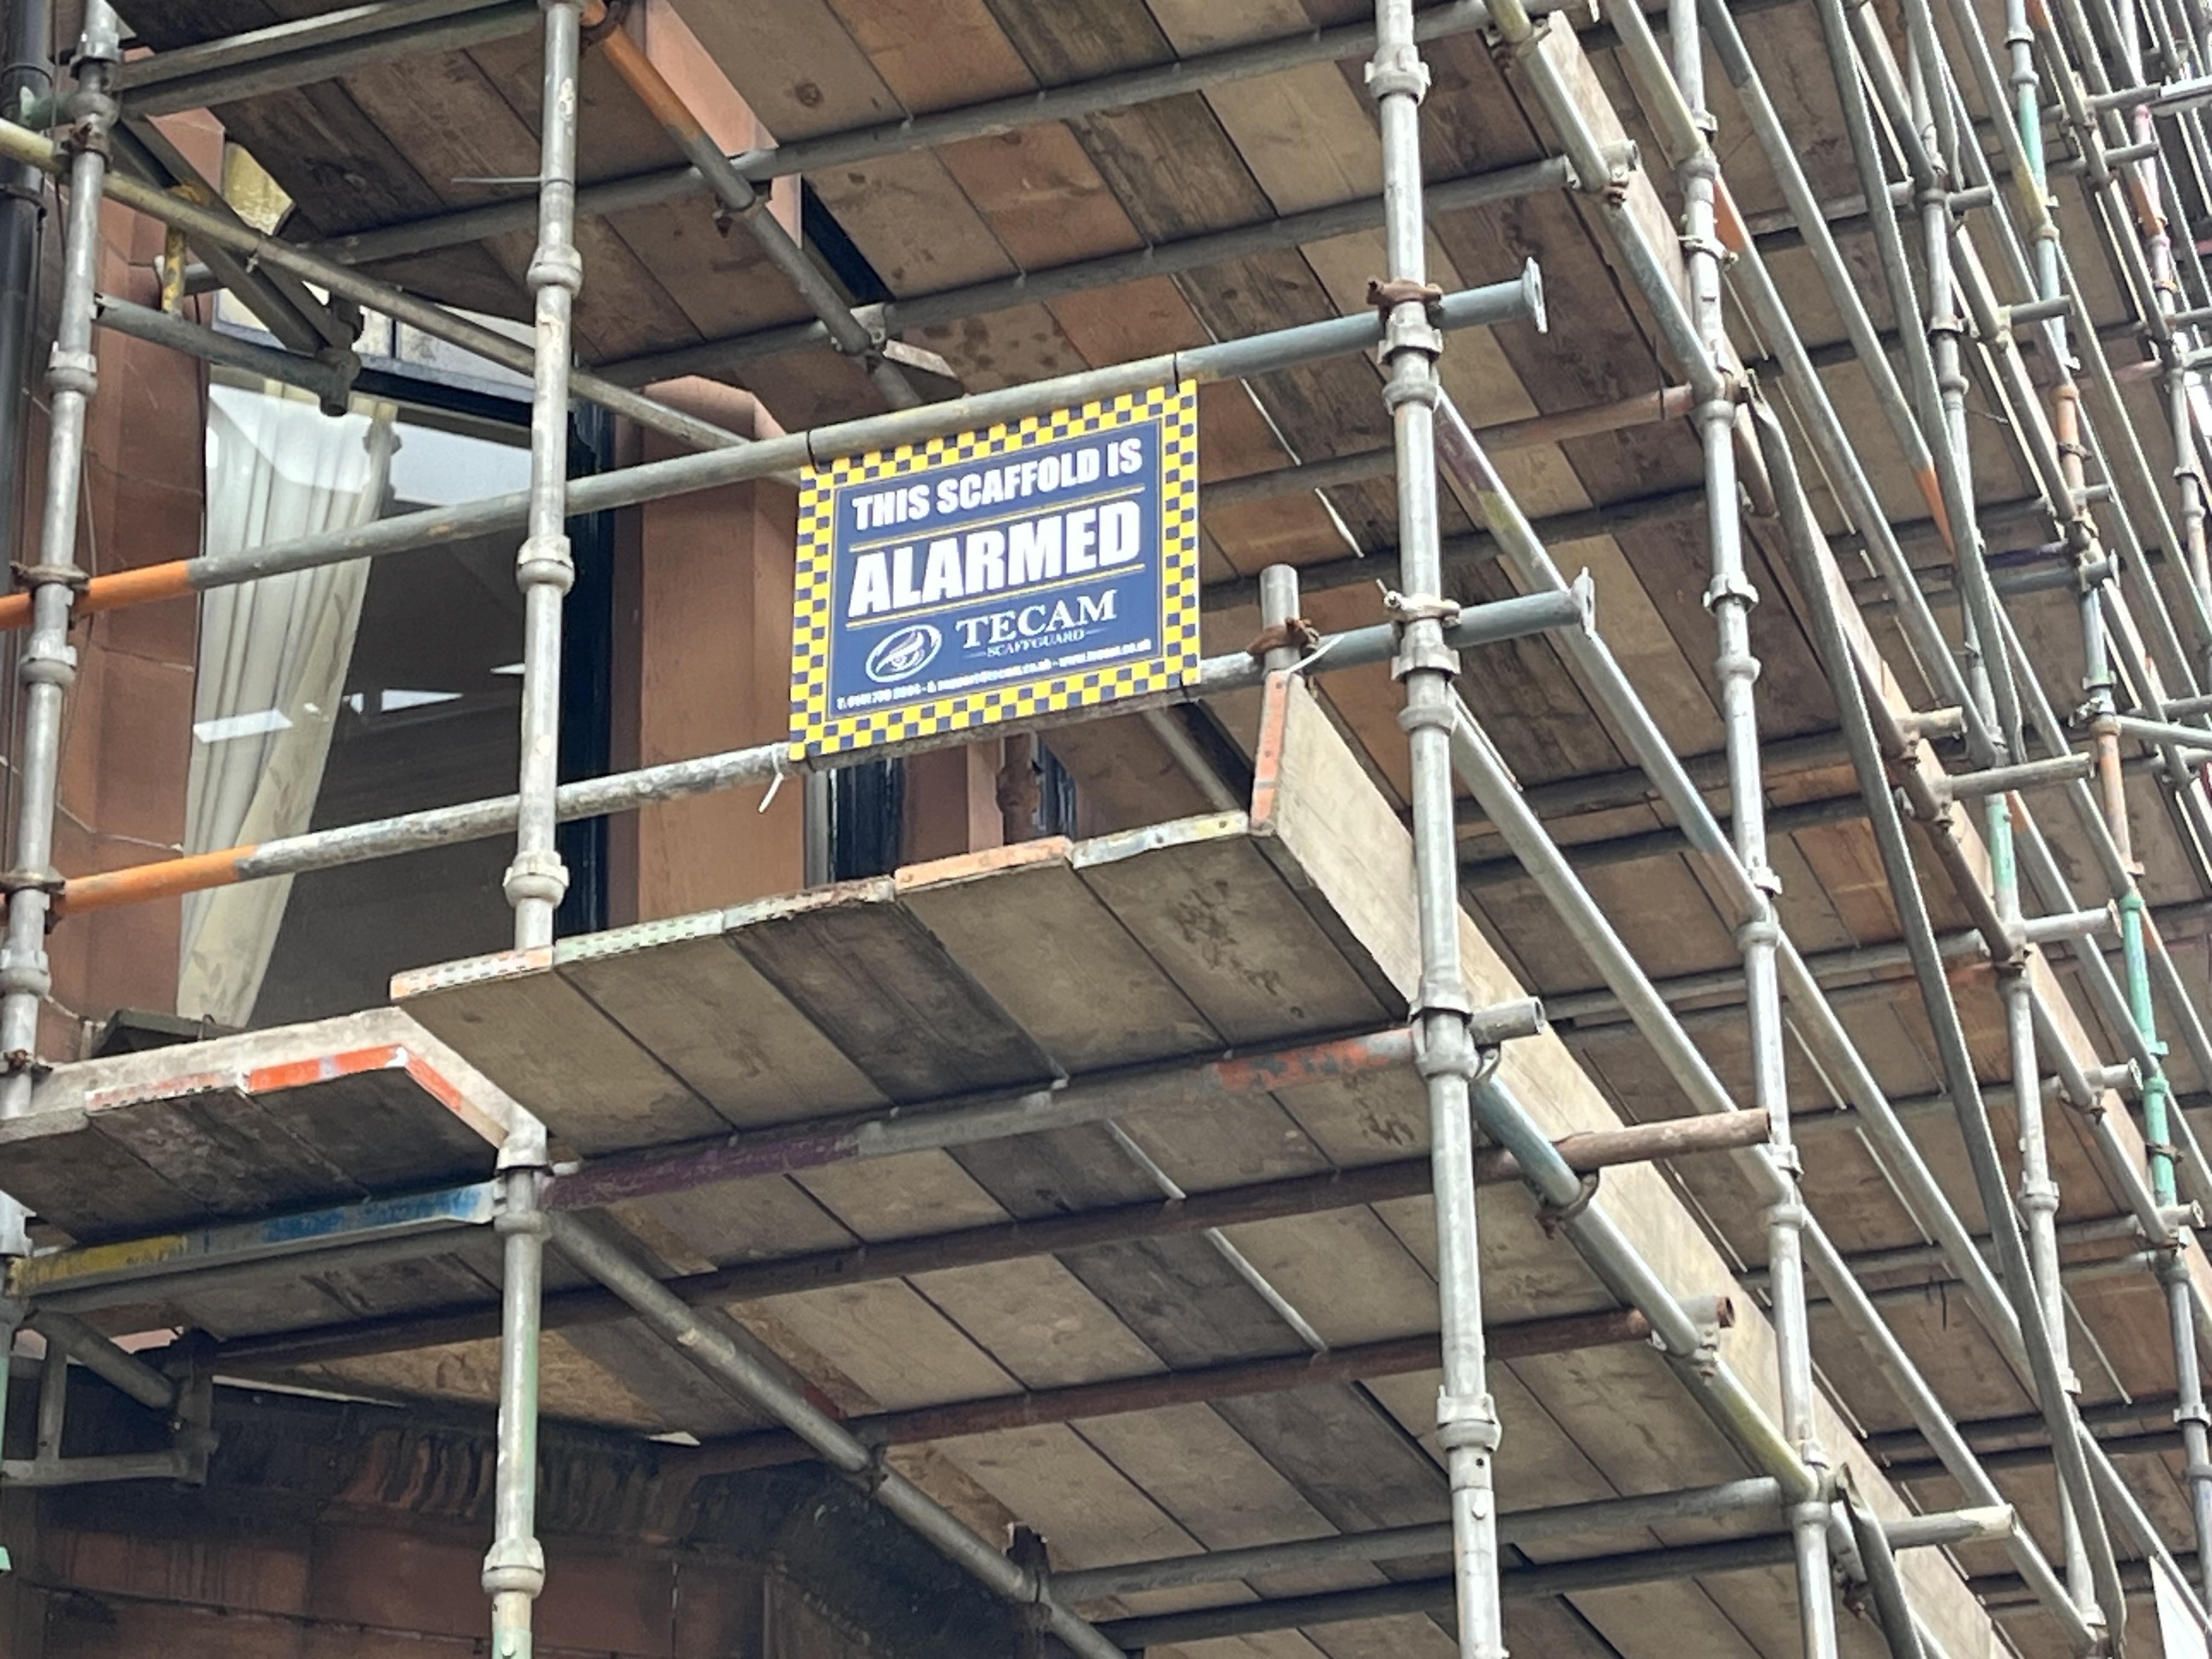 THIS SCAFFOLD IS
ALARMED
TECAM
SCAFFGUARD